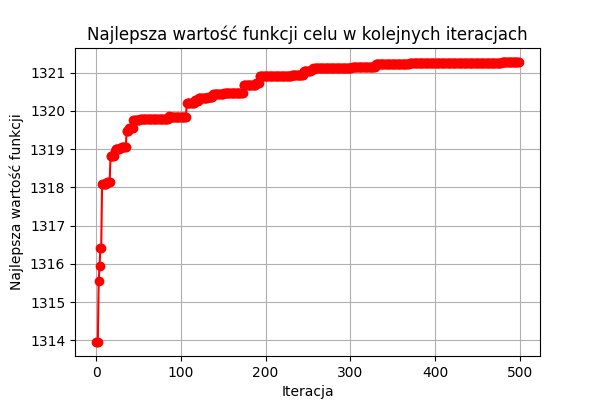 Najlepsza wartość funkcji celu w kolejnych iteracjach
Najlepsza wartość funkcji
1321
1320
1319
1318
1317
1316
1315
1314
0 100 200 300 400 500
Iteracja